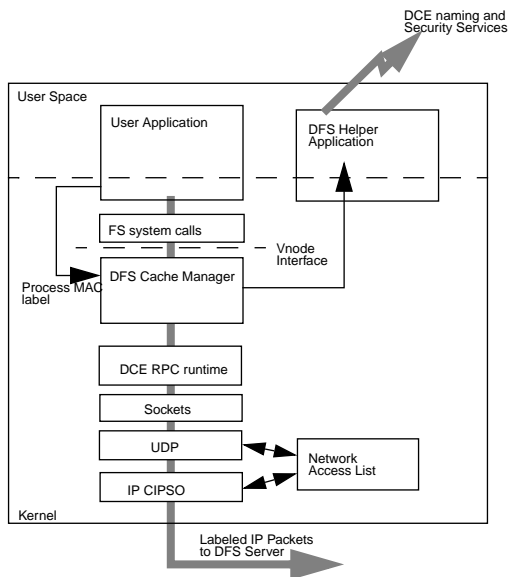 DCE naming and
Security Services
User Space
User Application
DFS Helper
Application
FS system calls
Vnode
Interface
DFS Cache Manager
Process MAC
label
DCE RPC runtime
Sockets
UDP
Network
Access List
IP CIPSO
Kernel
Labeled IP Packets
to DFS Server